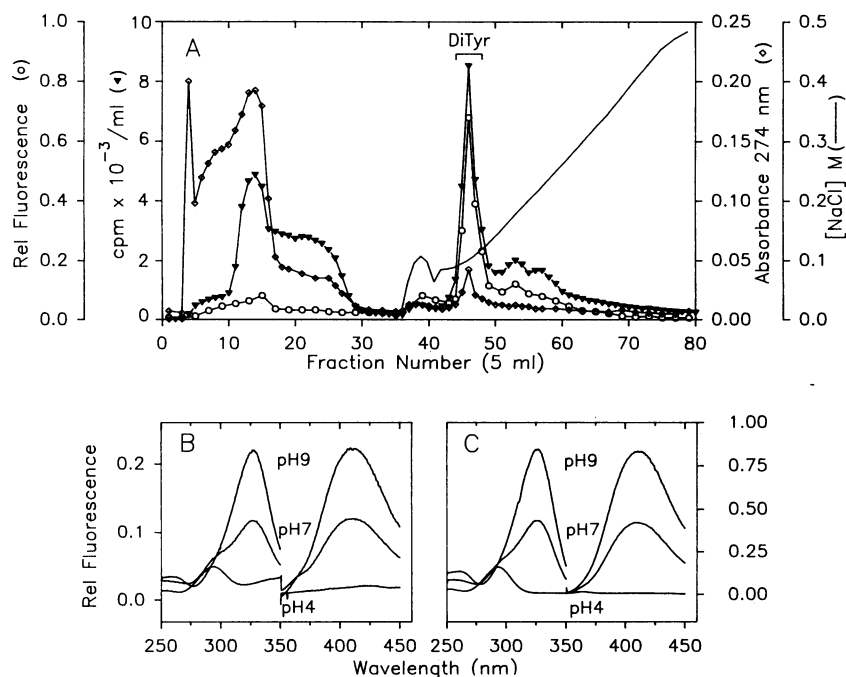 A
DiTyr
Rel Fluorescence (o)
1.0
0.8
0.6
0.4
0.2
0.0
cpm x 10⁻³/ml (◄)
10
8
6
4
2
0
0.25
0.20
0.15
0.10
0.05
0.00
Absorbance 274 nm (◇)
0.5
0.4
0.3
0.2
0.1
0.0
[NaCl] M (——)
0 10 20 30 40 50 60 70 80
Fraction Number (5 ml)
B
pH9
pH7
pH4
Rel Fluorescence
0.2
0.1
0.0
250 300 350 400 450
C
pH9
pH7
pH4
1.00
0.75
0.50
0.25
0.00
250 300 350 400 450
Wavelength (nm)